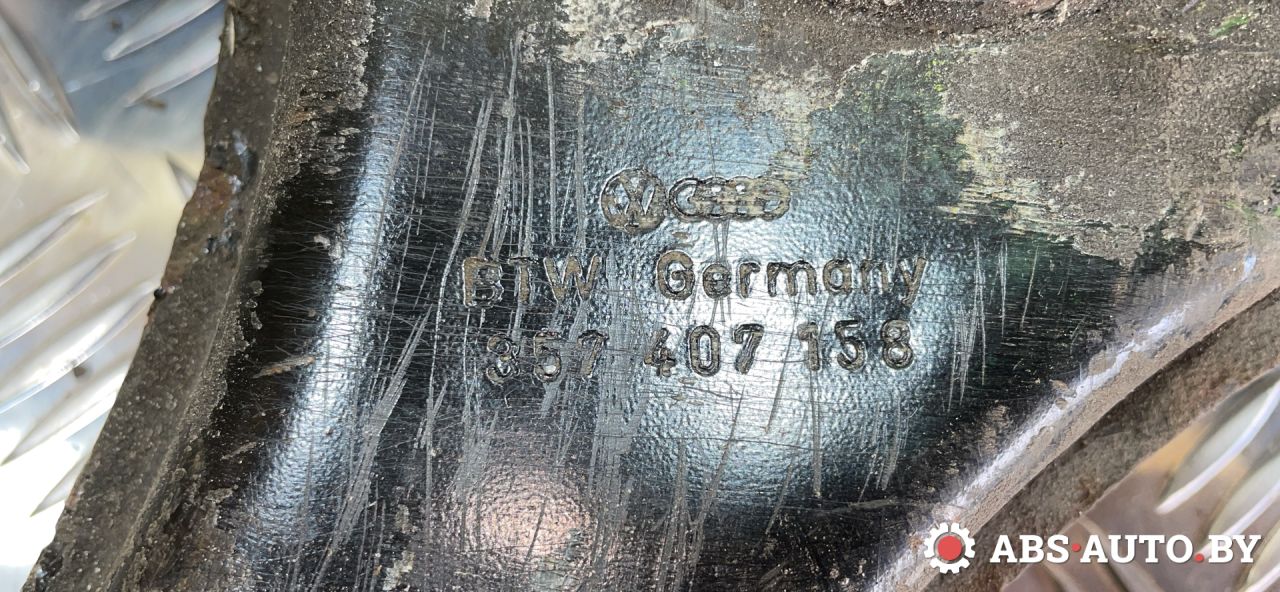 BTW Germany
357 407 158
ABS-AUTO.BY